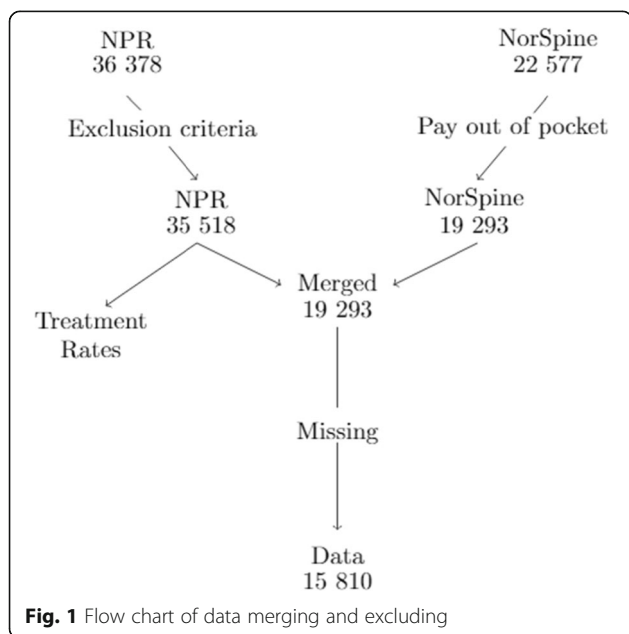 NPR
36 378
NorSpine
22 577
Exclusion criteria
Pay out of pocket
NPR
35 518
NorSpine
19 293
Merged
19 293
Treatment
Rates
Missing
Data
15 810
Fig. 1 Flow chart of data merging and excluding